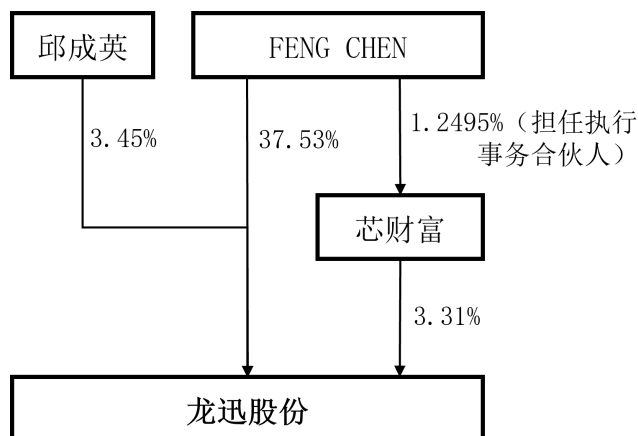 邱成英
FENG CHEN
3.45%
37.53%
1.2495%（担任执行
事务合伙人）
芯财富
3.31%
龙迅股份